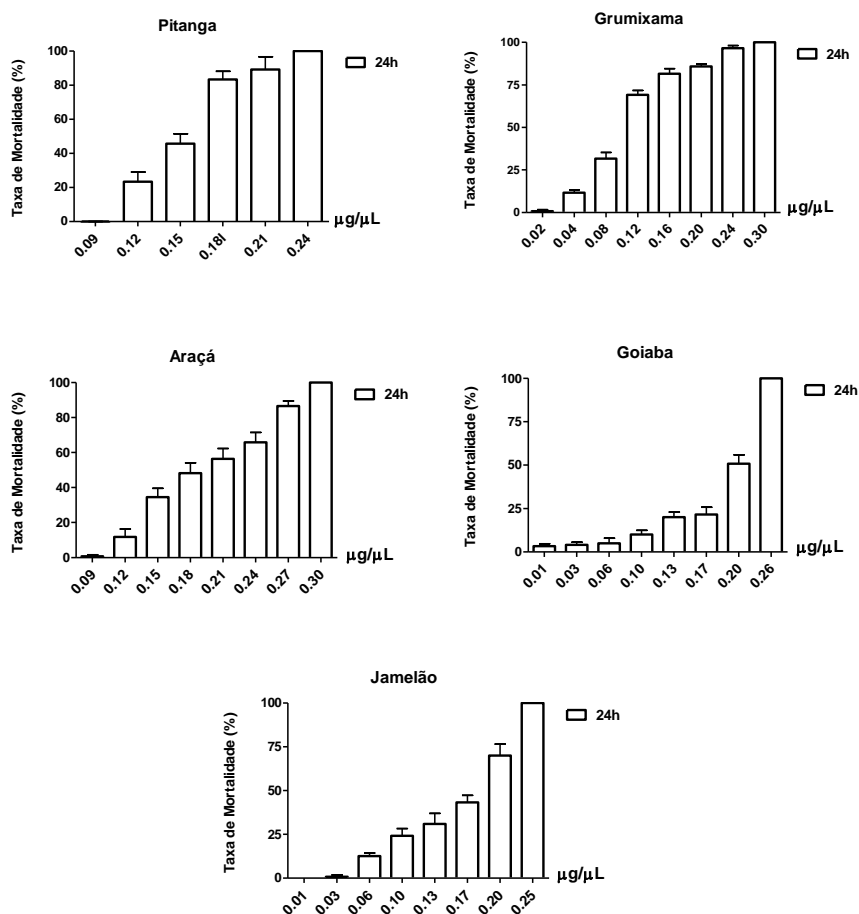 Pitanga
Taxa de Mortalidade (%)
100
80
60
40
20
0
0.09 0.12 0.15 0.18l 0.21 0.24
µg/µL
24h
Grumixama
Taxa de Mortalidade (%)
100
75
50
25
0
0.02 0.04 0.08 0.12 0.16 0.20 0.24 0.30
µg/µL
24h
Araçá
Taxa de Mortalidade (%)
100
80
60
40
20
0
0.09 0.12 0.15 0.18 0.21 0.24 0.27 0.30
µg/µL
24h
Goiaba
Taxa de Mortalidade (%)
100
75
50
25
0
0.01 0.03 0.06 0.10 0.13 0.17 0.20 0.26
µg/µL
24h
Jamelão
Taxa de Mortalidade (%)
100
75
50
25
0
0.01 0.03 0.06 0.10 0.13 0.17 0.20 0.25
µg/µL
24h